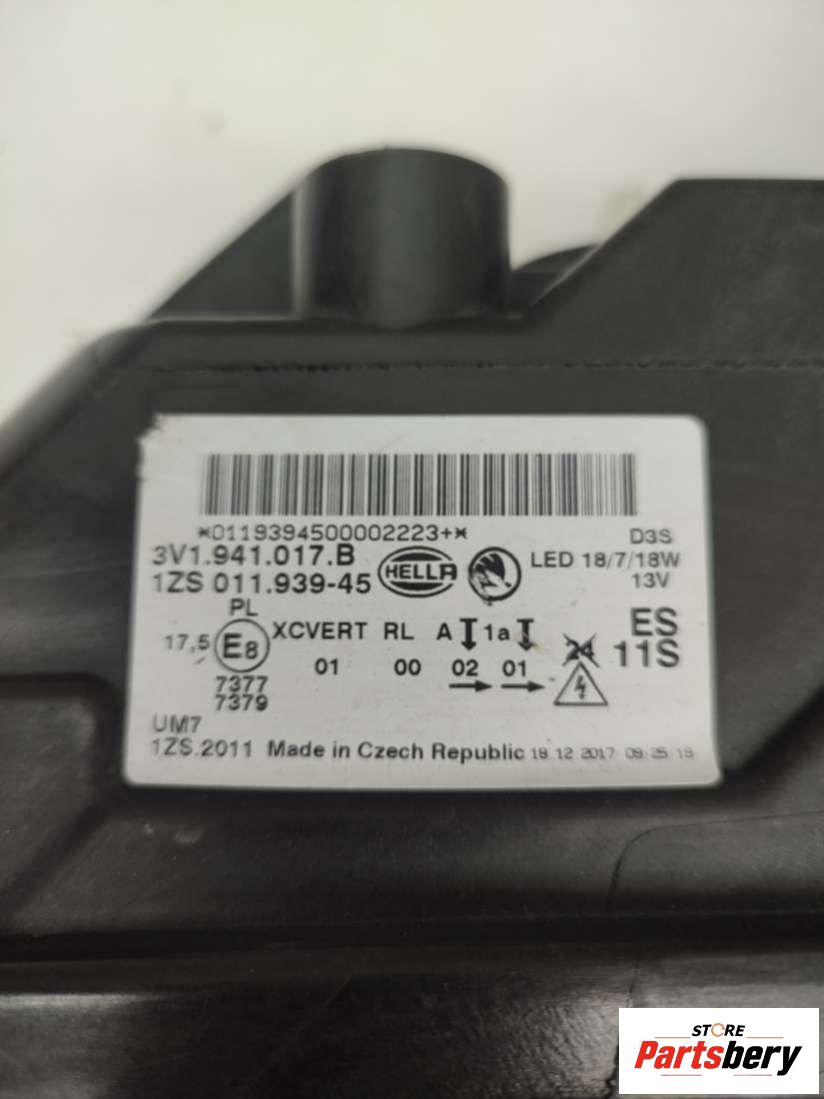 *0119394500002223+*
3V1.941.017.B
1ZS 011.939-45
HELLA
D3S
LED 18/7/18W
13V
PL
17,5 E8 XCVERT RL A 1a
01 00 02 01
24
ES
11S
7377
7379
UM7
1ZS.2011 Made in Czech Republic 18 12 2017 09:25 19
STORE
Partsbery